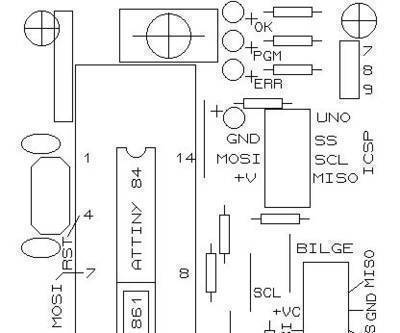 +OK
+PGM
+ERR
7
8
9
+
UNO
GND
SS
MOSI
SCL
+V
MISO
ICSP
1
14
84
ATTINY
4
RST
7
8
MOSI
861
BILGE
SCL
+VC
MISO
GND